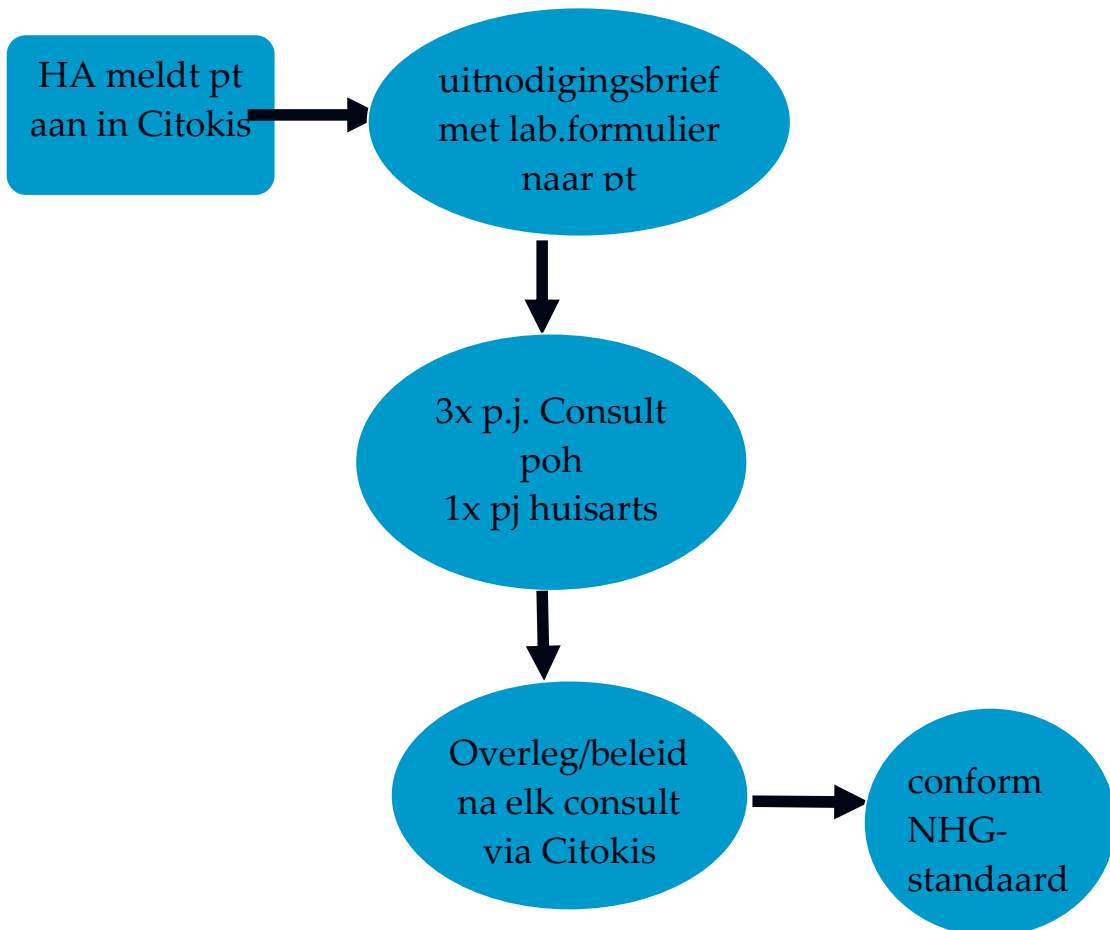 HA meldt pt
aan in Citokis
uitnodigingsbrief
met lab.formulier
naar pt
3x p.j. Consult
poh
1x pj huisarts
Overleg/beleid
na elk consult
via Citokis
conform
NHG-
standaard